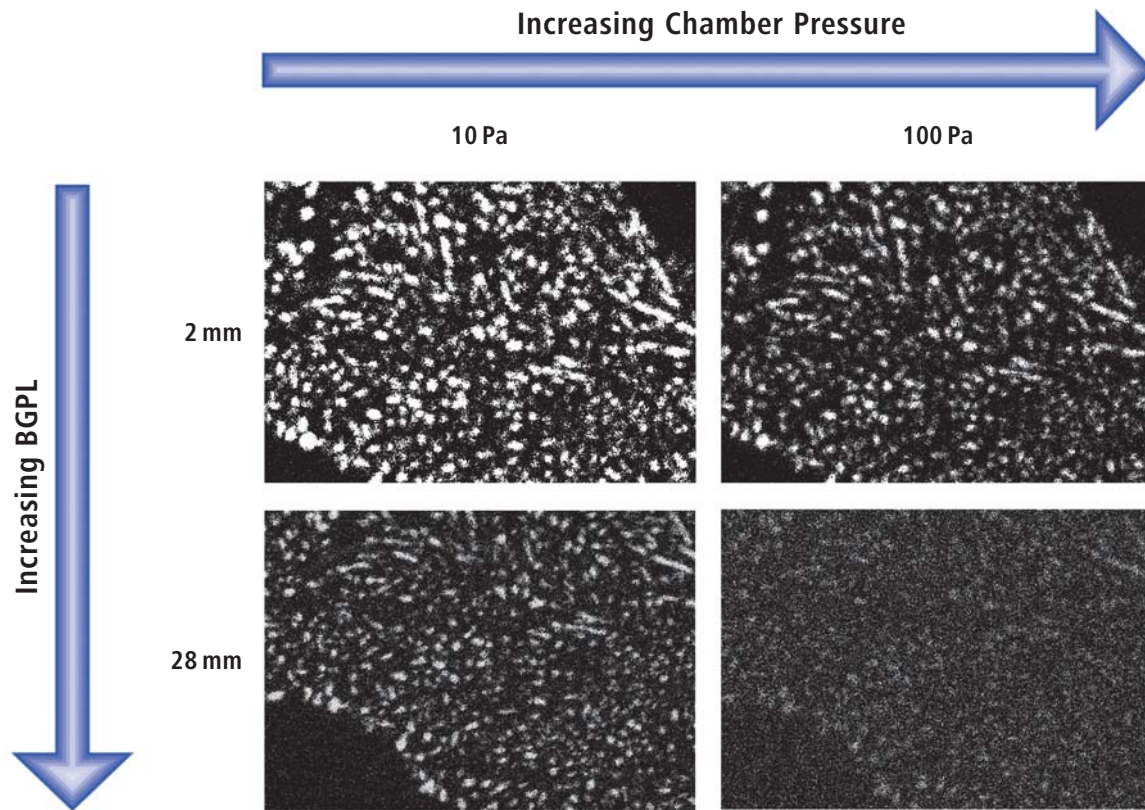 Increasing Chamber Pressure
10 Pa
100 Pa
Increasing BGPL
2 mm
28 mm